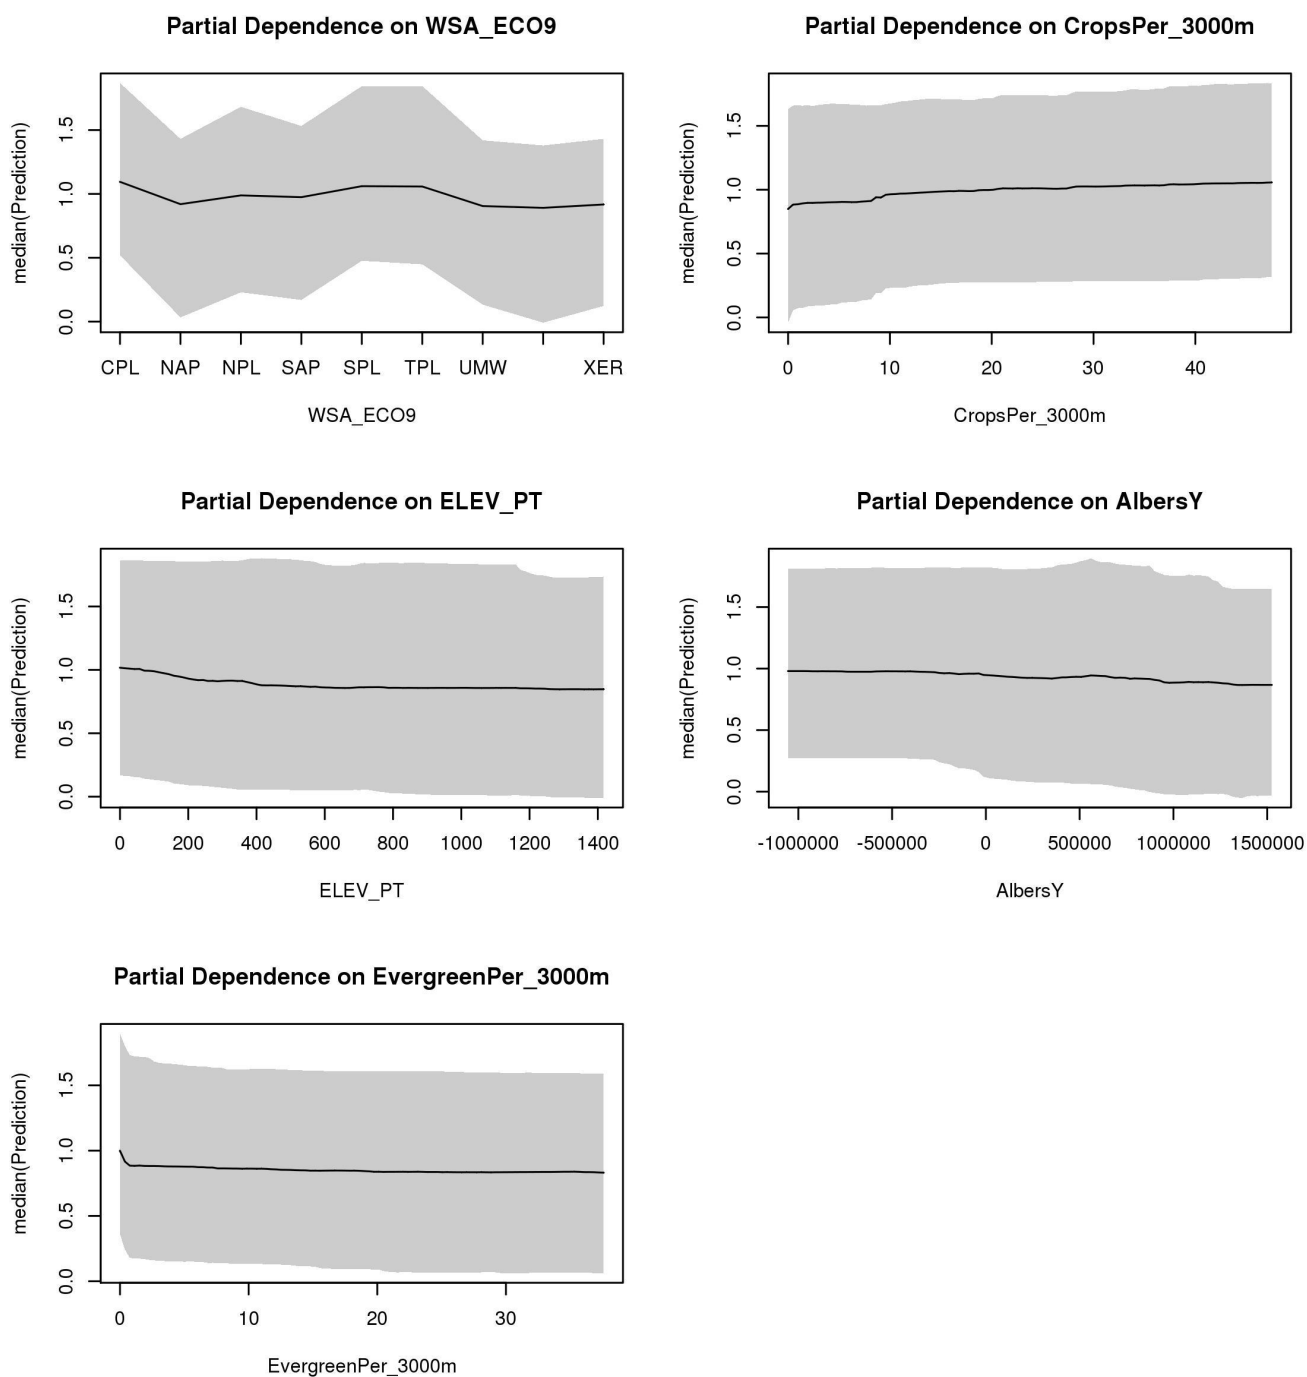 Partial Dependence on WSA_ECO9
median(Prediction)
0.0 0.5 1.0 1.5
CPL NAP NPL SAP SPL TPL UMW XER
WSA_ECO9
Partial Dependence on CropsPer_3000m
median(Prediction)
0.0 0.5 1.0 1.5
0 10 20 30 40
CropsPer_3000m
Partial Dependence on ELEV_PT
median(Prediction)
0.0 0.5 1.0 1.5
0 200 400 600 800 1000 1200 1400
ELEV_PT
Partial Dependence on AlbersY
median(Prediction)
0.0 0.5 1.0 1.5
-1000000 -500000 0 500000 1000000 1500000
AlbersY
Partial Dependence on EvergreenPer_3000m
median(Prediction)
0.0 0.5 1.0 1.5
0 10 20 30
EvergreenPer_3000m